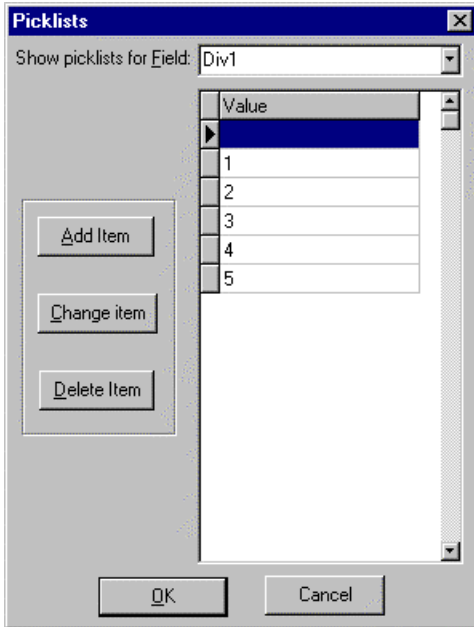 Picklists
Show picklists for Field: Div1
Value
1
2
3
4
5
Add Item
Change item
Delete Item
OK
Cancel